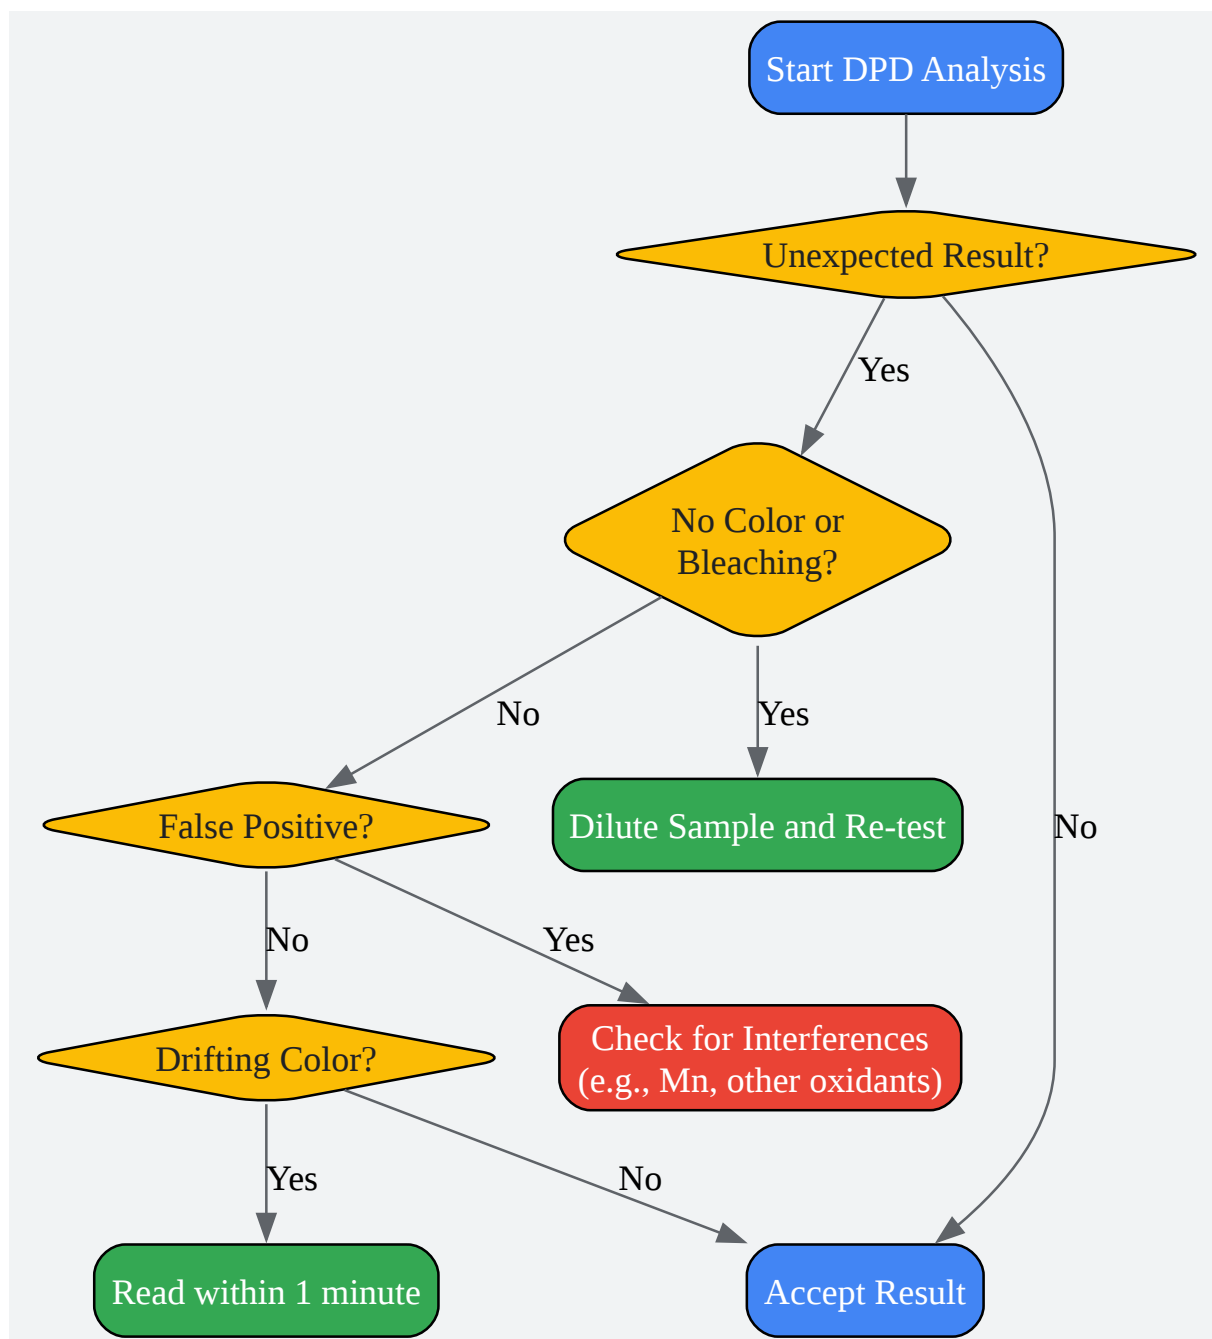 Start DPD Analysis
Unexpected Result?
Yes
No Color or
Bleaching?
No
Yes
False Positive?
Dilute Sample and Re-test
No
No
Yes
Check for Interferences
(e.g., Mn, other oxidants)
Drifting Color?
Yes
No
Read within 1 minute
Accept Result